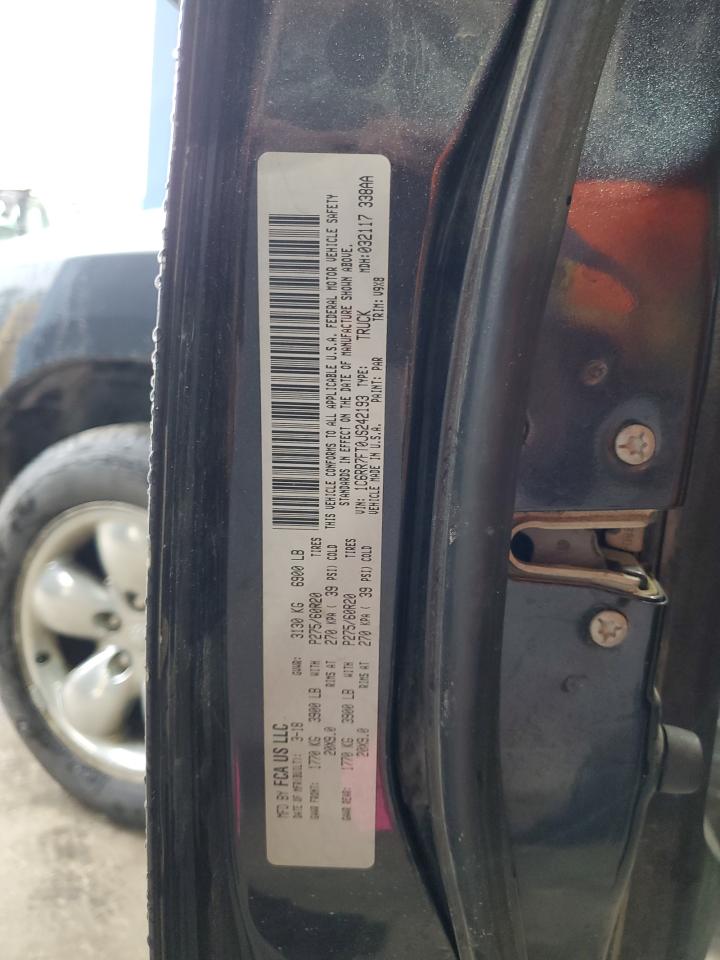 MFD BY FCA US LLC
DATE OF MFR(BUILT): 3-18 GVWR: 3130 KG 6900 LB
GAWR FRONT: 1770 KG 3900 LB WITH P275/60R20 TIRES
20X9.0 RIMS AT 270 KPA ( 39 PSI) COLD
GAWR REAR: 1770 KG 3900 LB WITH P275/60R20 TIRES
20X9.0 RIMS AT 270 KPA ( 39 PSI) COLD
THIS VEHICLE CONFORMS TO ALL APPLICABLE U.S.A. FEDERAL MOTOR VEHICLE SAFETY
STANDARDS IN EFFECT ON THE DATE OF MANUFACTURE SHOWN ABOVE.
VIN: 1C6RR7FT0JS242193 TYPE: TRUCK MDH:032117 338AA
VEHICLE MADE IN U.S.A. PAINT: PAR TRIM: V9X8